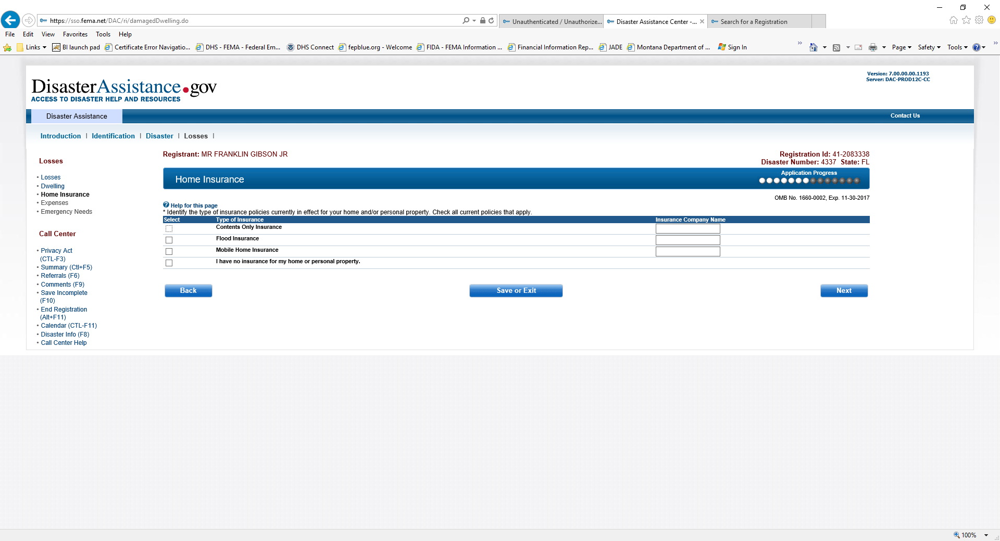 https://sso.fema.net/DAC/ri/damagedDwelling.do
Unauthenticated / Unauthorize...
Disaster Assistance Center -...
Search for a Registration
File Edit View Favorites Tools Help
Links BI launch pad Certificate Error Navigatio... DHS - FEMA - Federal Em... DHS Connect fepblue.org - Welcome FIDA - FEMA Information ... Financial Information Rep... JADE Montana Department of ... Sign In » Page Safety Tools »
Version: 7.00.00.00.1193
Server: DAC-PROD12C-CC
DisasterAssistance.gov
ACCESS TO DISASTER HELP AND RESOURCES
Disaster Assistance
Contact Us
Introduction | Identification | Disaster | Losses |
Losses
• Losses
• Dwelling
• Home Insurance
• Expenses
• Emergency Needs
Call Center
• Privacy Act
(CTL-F3)
• Summary (Ctl+F5)
• Referrals (F6)
• Comments (F9)
• Save Incomplete
(F10)
• End Registration
(Alt+F11)
• Calendar (CTL-F11)
• Disaster Info (F8)
• Call Center Help
Registrant: MR FRANKLIN GIBSON JR
Registration Id: 41-2083338
Disaster Number: 4337 State: FL
Home Insurance
Application Progress
OMB No. 1660-0002, Exp. 11-30-2017
? Help for this page
* Identify the type of insurance policies currently in effect for your home and/or personal property. Check all current policies that apply.
Select Type of Insurance Insurance Company Name
Contents Only Insurance
Flood Insurance
Mobile Home Insurance
I have no insurance for my home or personal property.
Back
Save or Exit
Next
100%